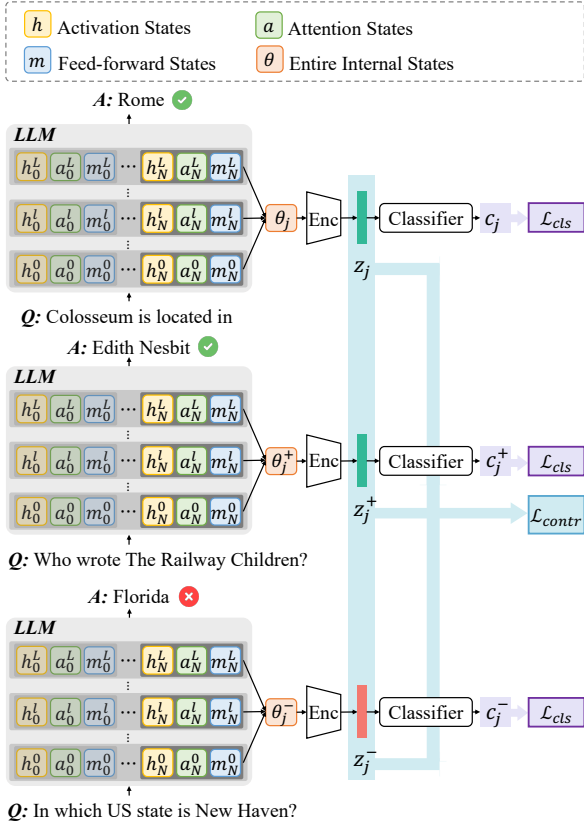 h Activation States a Attention States
m Feed-forward States θ Entire Internal States
A: Rome
LLM
h_0^L a_0^L m_0^L ... h_N^L a_N^L m_N^L
h_0^l a_0^l m_0^l ... h_N^l a_N^l m_N^l
θ_j Enc Classifier c_j ℒ_cls
h_0^0 a_0^0 m_0^0 ... h_N^0 a_N^0 m_N^0
z_j
Q: Colosseum is located in
A: Edith Nesbit
LLM
h_0^L a_0^L m_0^L ... h_N^L a_N^L m_N^L
h_0^l a_0^l m_0^l ... h_N^l a_N^l m_N^l
θ_j^+ Enc Classifier c_j^+ ℒ_cls
h_0^0 a_0^0 m_0^0 ... h_N^0 a_N^0 m_N^0
z_j^+ ℒ_contr
Q: Who wrote The Railway Children?
A: Florida
LLM
h_0^L a_0^L m_0^L ... h_N^L a_N^L m_N^L
h_0^l a_0^l m_0^l ... h_N^l a_N^l m_N^l
θ_j^- Enc Classifier c_j^- ℒ_cls
h_0^0 a_0^0 m_0^0 ... h_N^0 a_N^0 m_N^0
z_j^-
Q: In which US state is New Haven?